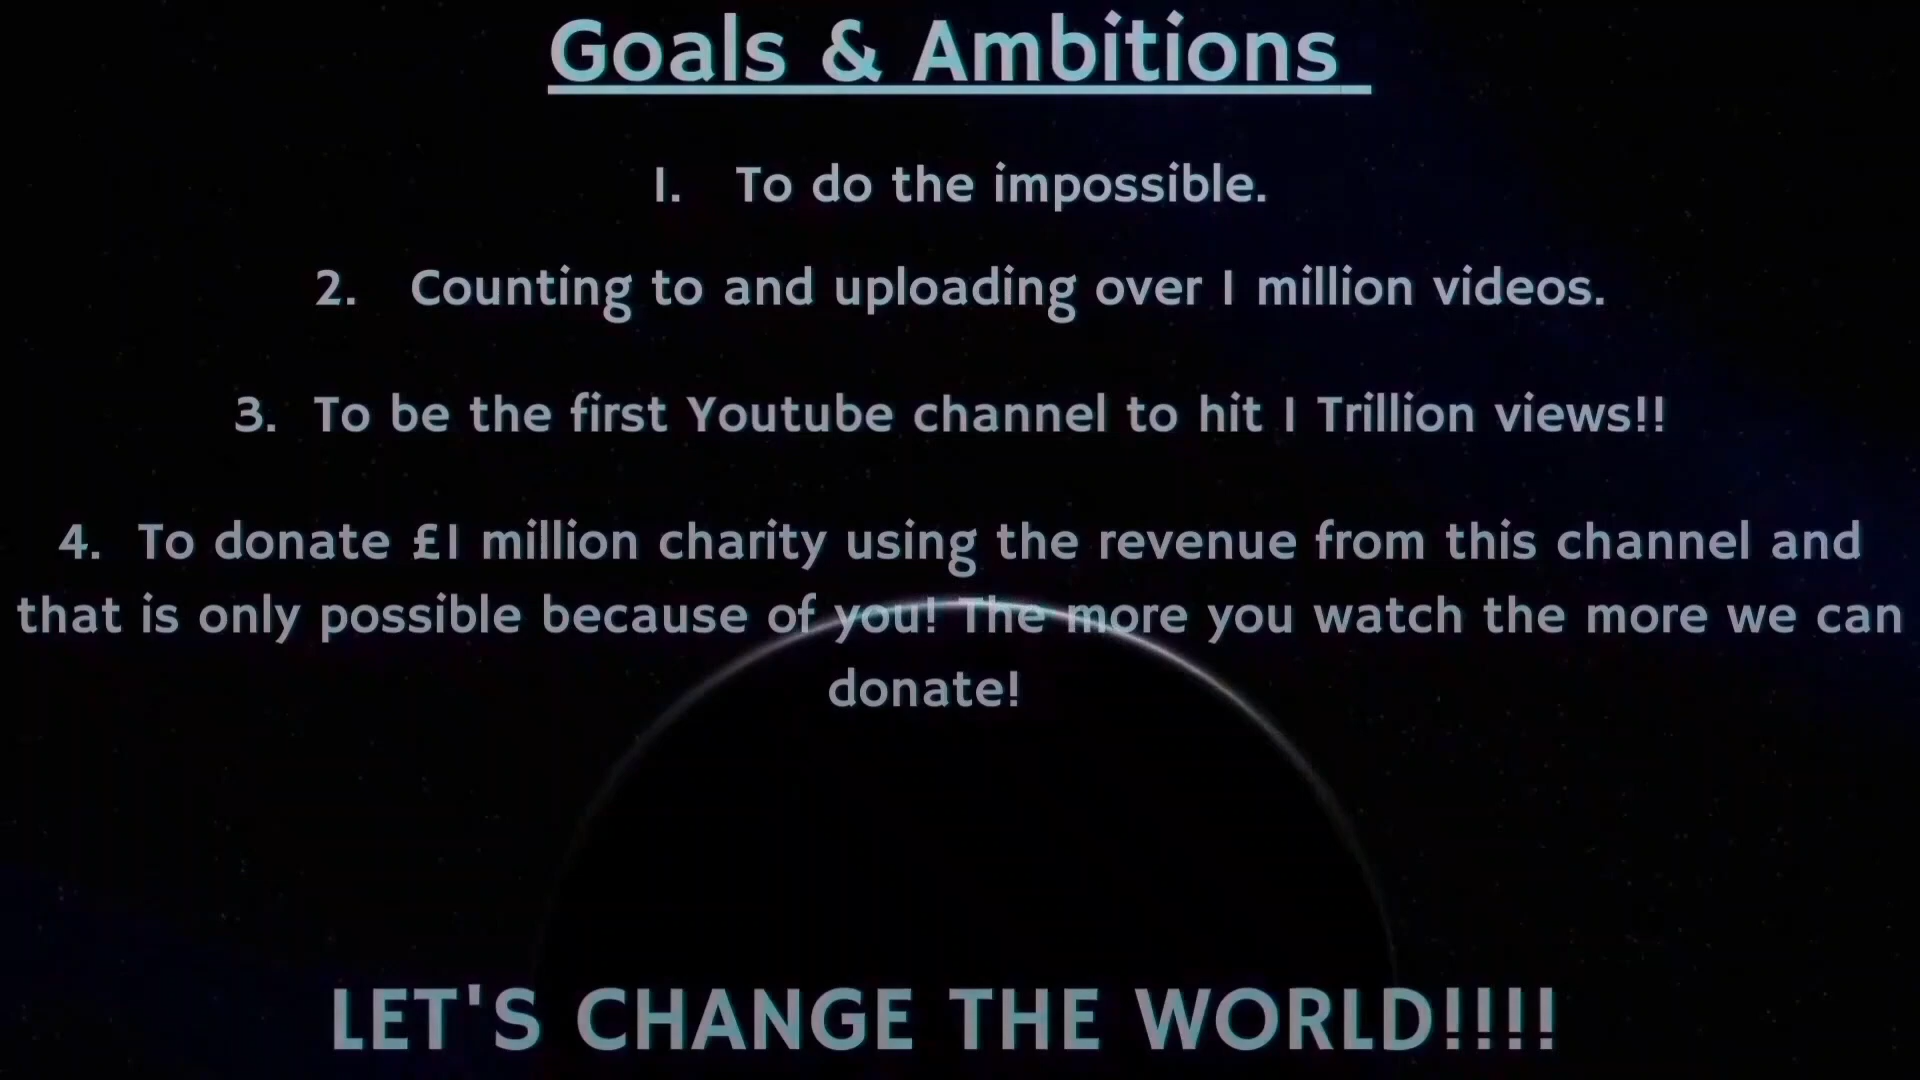 Goals & Ambitions
1. To do the impossible.
2. Counting to and uploading over 1 million videos.
3. To be the first Youtube channel to hit 1 Trillion views!!
4. To donate £1 million charity using the revenue from this channel and
that is only possible because of you! The more you watch the more we can
donate!
LET'S CHANGE THE WORLD!!!!